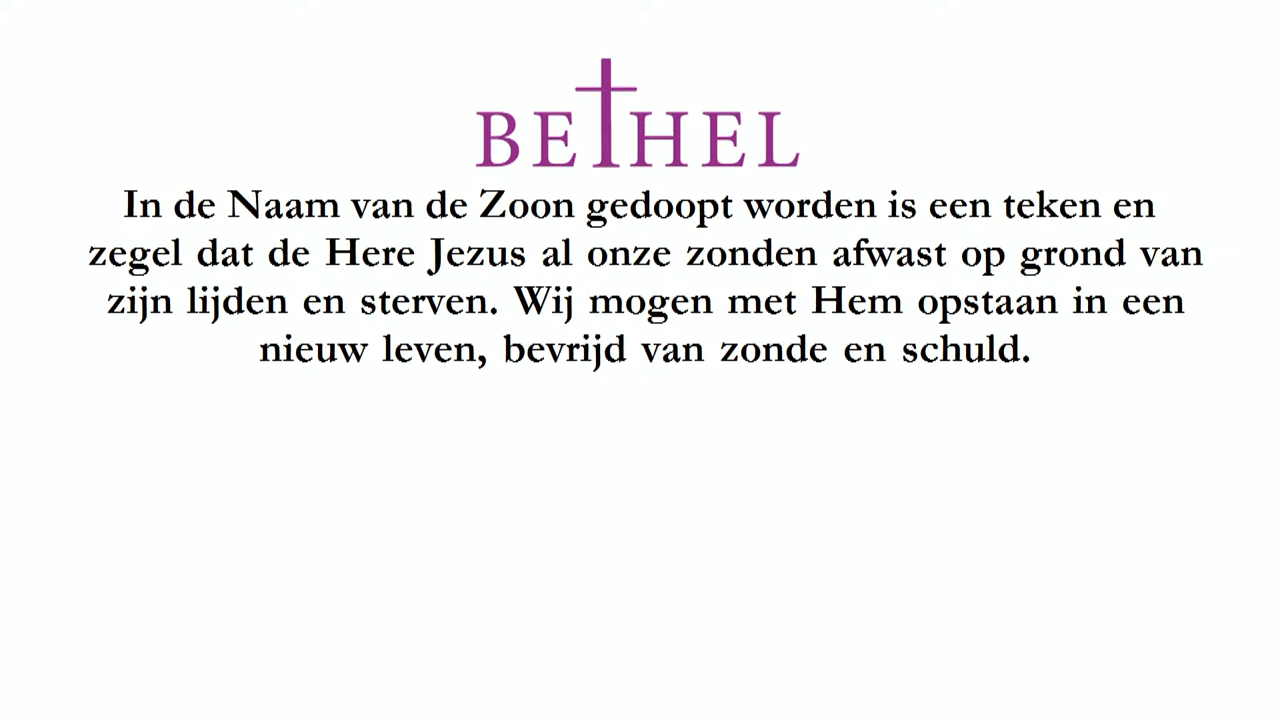 BETHEL
In de Naam van de Zoon gedoopt worden is een teken en
zegel dat de Here Jezus al onze zonden afwast op grond van
zijn lijden en sterven. Wij mogen met Hem opstaan in een
nieuw leven, bevrijd van zonde en schuld.